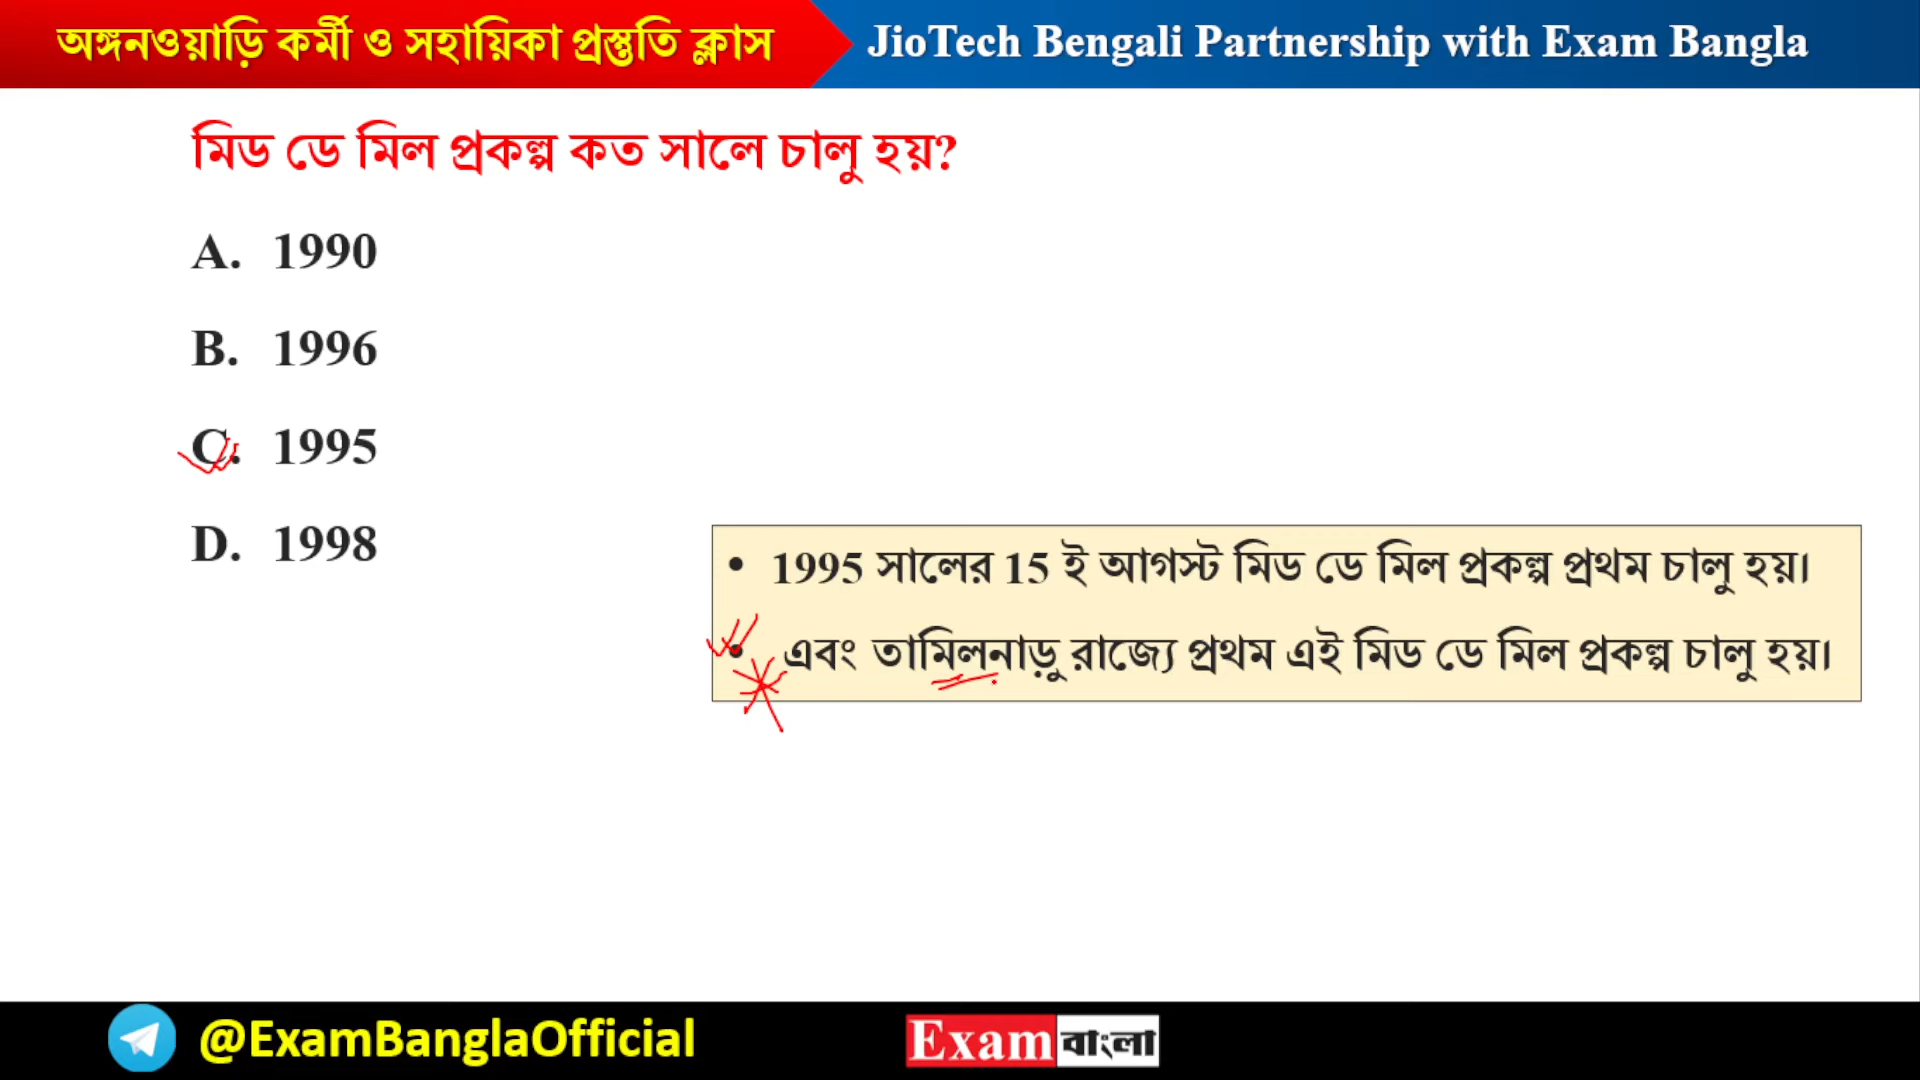 অঙ্গনওয়াড়ি কর্মী ও সহায়িকা প্রস্তুতি ক্লাস
JioTech Bengali Partnership with Exam Bangla
মিড ডে মিল প্রকল্প কত সালে চালু হয়?
A. 1990
B. 1996
C. 1995
D. 1998
• 1995 সালের 15 ই আগস্ট মিড ডে মিল প্রকল্প প্রথম চালু হয়।
• এবং তামিলনাড়ু রাজ্যে প্রথম এই মিড ডে মিল প্রকল্প চালু হয়।
@ExamBanglaOfficial
Exam বাংলা